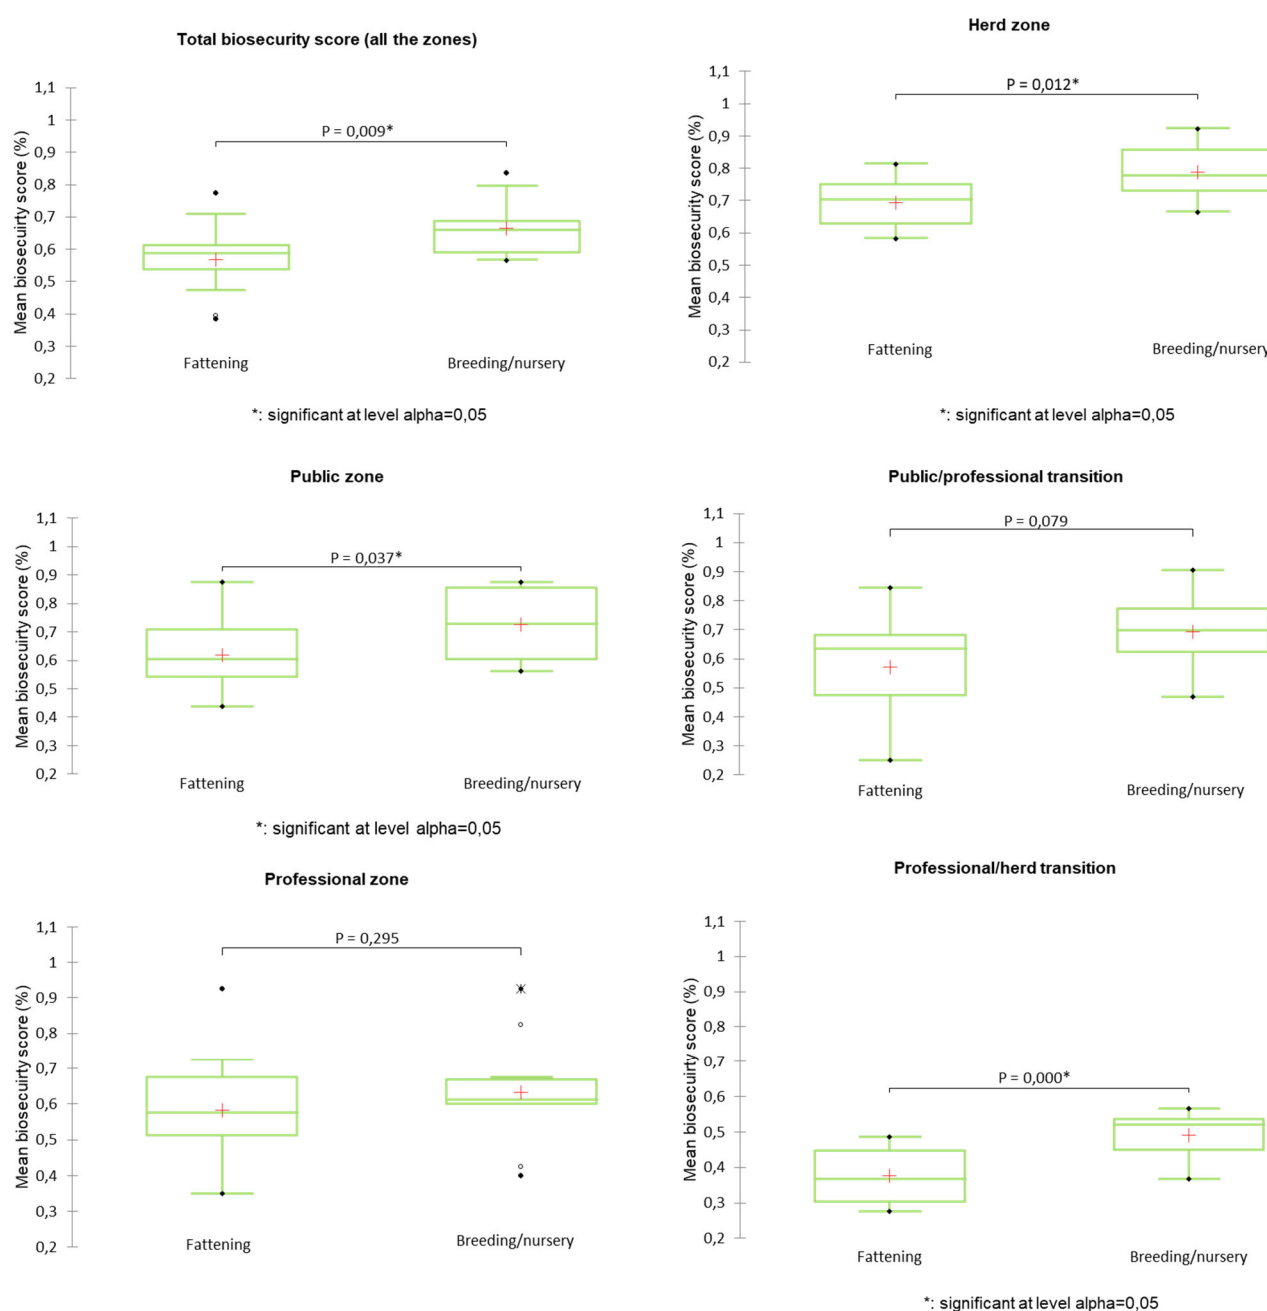 Total biosecurity score (all the zones)
Mean biosecuirty score (%)
1,1
1
0,9
0,8
0,7
0,6
0,5
0,4
0,3
0,2
P = 0,009*
Fattening
Breeding/nursery
*: significant at level alpha=0,05
Herd zone
Mean biosecurity score (%)
1,1
1
0,9
0,8
0,7
0,6
0,5
0,4
0,3
0,2
P = 0,012*
Fattening
Breeding/nursery
*: significant at level alpha=0,05
Public zone
Mean biosecuirty score (%)
1,1
1
0,9
0,8
0,7
0,6
0,5
0,4
0,3
0,2
P = 0,037*
Fattening
Breeding/nursery
*: significant at level alpha=0,05
Public/professional transition
Mean biosecurity score (%)
1,1
1
0,9
0,8
0,7
0,6
0,5
0,4
0,3
0,2
P = 0,079
Fattening
Breeding/nursery
Professional zone
Mean biosecuirty score (%)
1,1
1
0,9
0,8
0,7
0,6
0,5
0,4
0,3
0,2
P = 0,295
Fattening
Breeding/nursery
Professional/herd transition
Mean biosecuirty score (%)
1,1
1
0,9
0,8
0,7
0,6
0,5
0,4
0,3
0,2
P = 0,000*
Fattening
Breeding/nursery
*: significant at level alpha=0,05